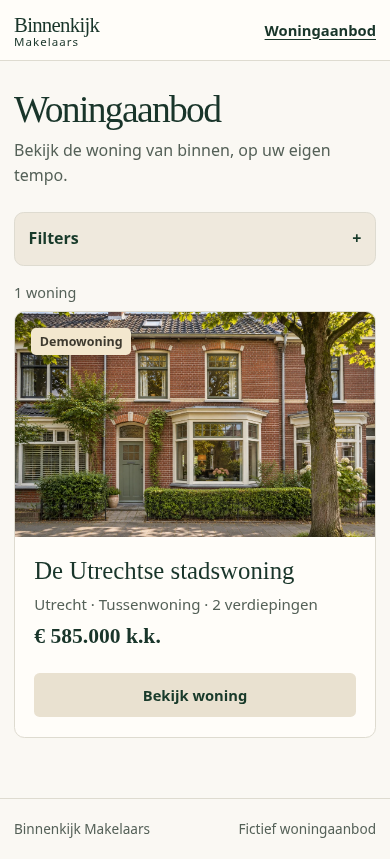 Binnenkijk
Makelaars
Woningaanbod
Woningaanbod
Bekijk de woning van binnen, op uw eigen
tempo.
Filters +
1 woning
Demowoning
De Utrechtse stadswoning
Utrecht · Tussenwoning · 2 verdiepingen
€ 585.000 k.k.
Bekijk woning
Binnenkijk Makelaars
Fictief woningaanbod